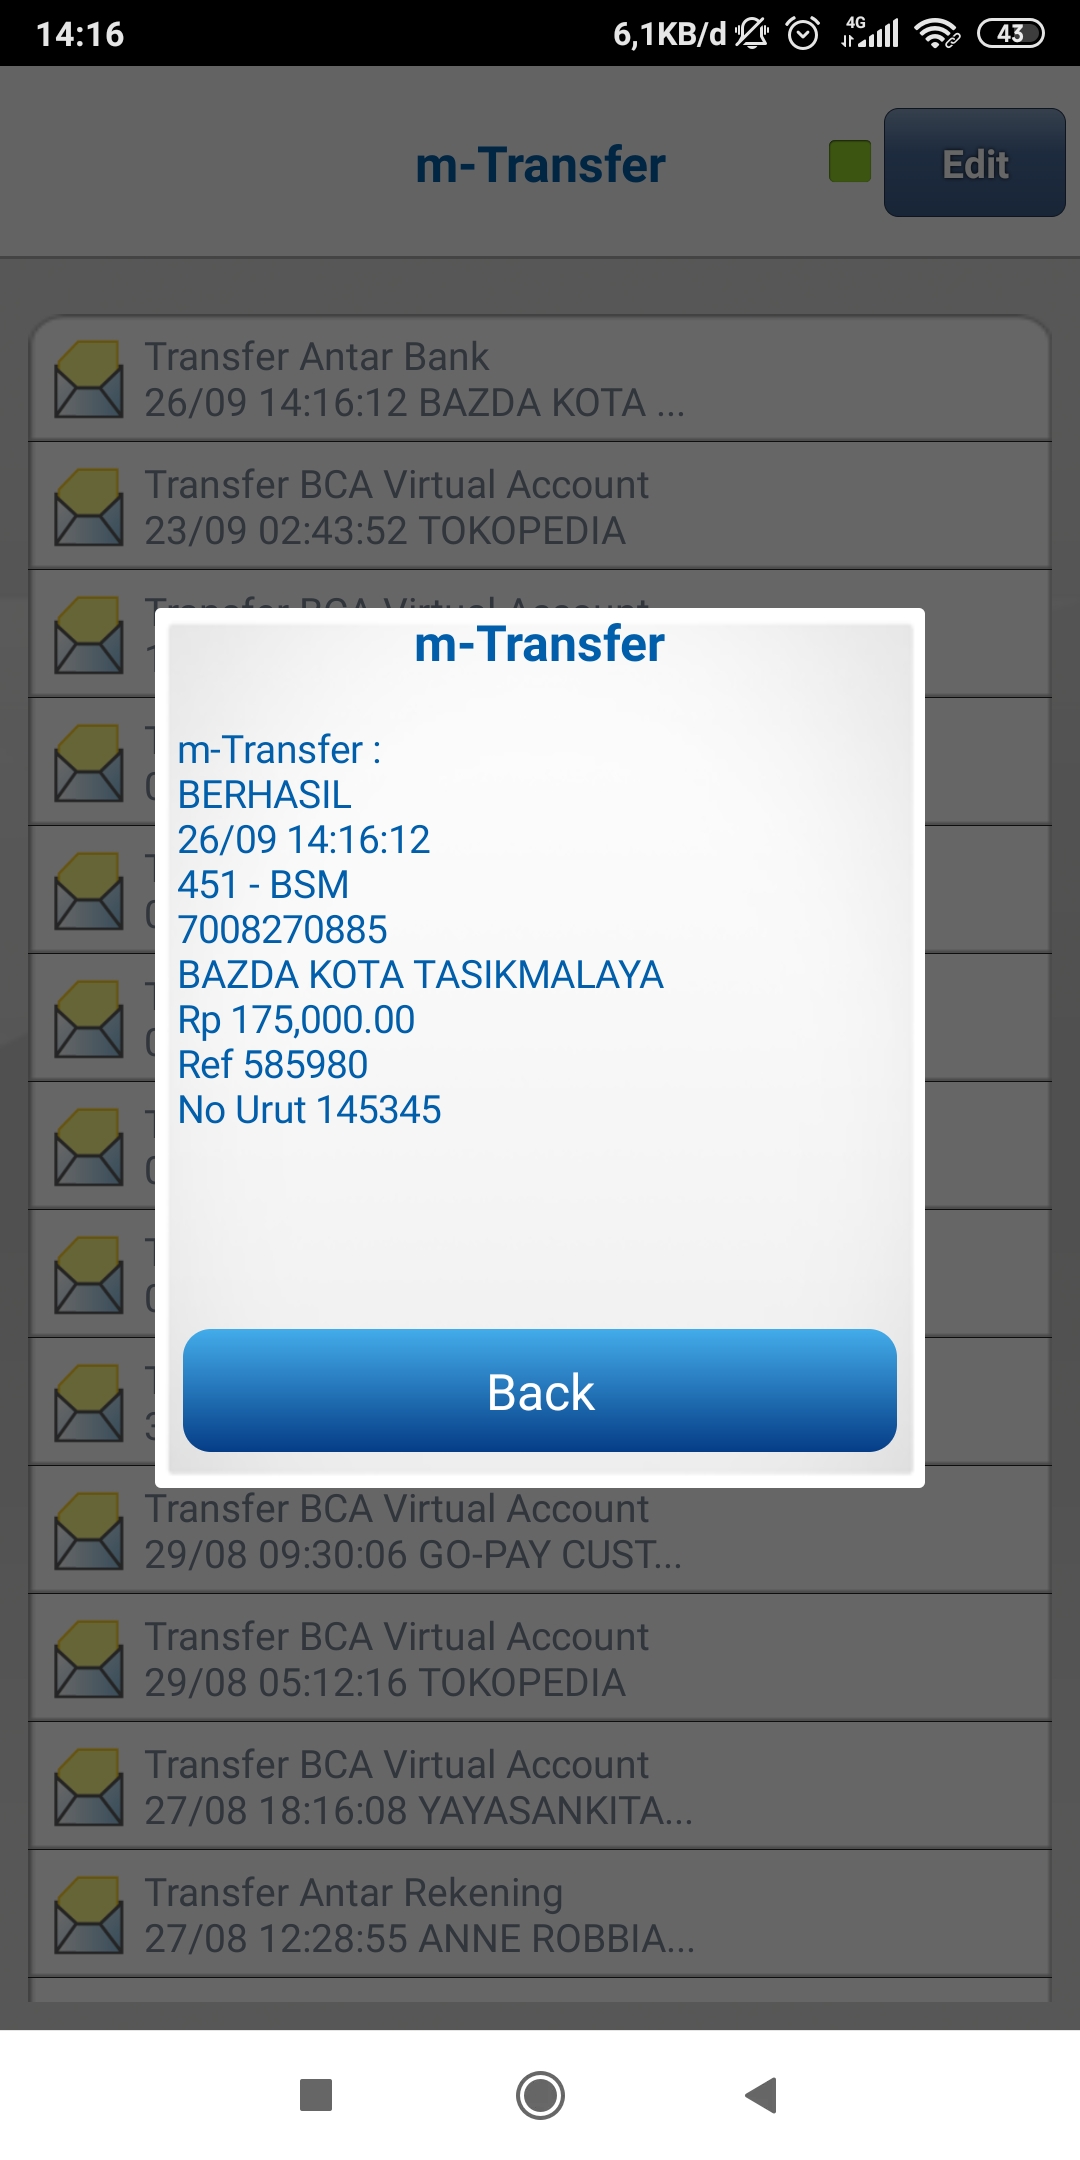 14:16
6,1KB/d
4G
43
m-Transfer
Edit
Transfer Antar Bank
26/09 14:16:12 BAZDA KOTA ...
Transfer BCA Virtual Account
23/09 02:43:52 TOKOPEDIA
Transfer BCA Virtual Account
m-Transfer
m-Transfer :
BERHASIL
26/09 14:16:12
451 - BSM
7008270885
BAZDA KOTA TASIKMALAYA
Rp 175,000.00
Ref 585980
No Urut 145345
Back
Transfer BCA Virtual Account
29/08 09:30:06 GO-PAY CUST...
Transfer BCA Virtual Account
29/08 05:12:16 TOKOPEDIA
Transfer BCA Virtual Account
27/08 18:16:08 YAYASANKITA...
Transfer Antar Rekening
27/08 12:28:55 ANNE ROBBIA...